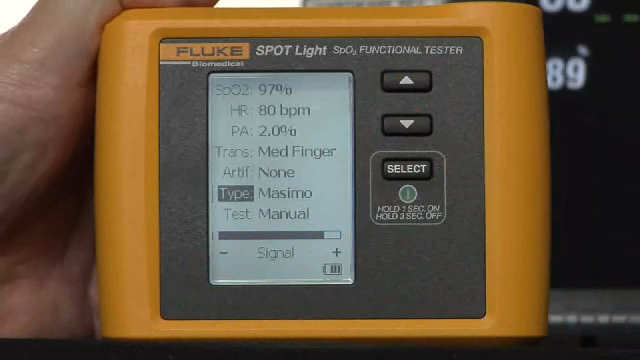 FLUKE
Biomedical
SPOT Light SpO2 FUNCTIONAL TESTER
SpO2: 97%
HR: 80 bpm
PA: 2.0%
Trans: Med Finger
Artif: None
Type: Masimo
Test: Manual
- Signal +
SELECT
HOLD 1 SEC. ON
HOLD 3 SEC. OFF
89